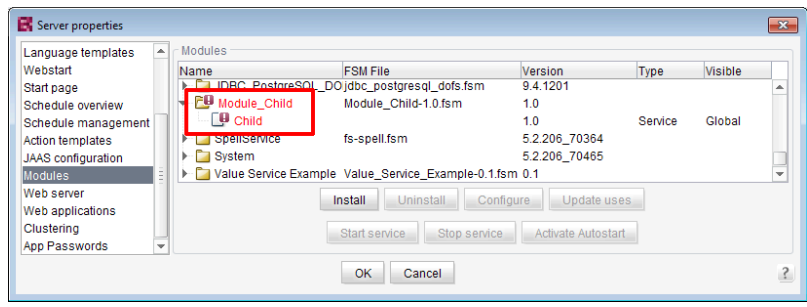 Server properties
Language templates
Webstart
Start page
Schedule overview
Schedule management
Action templates
JAAS configuration
Modules
Web server
Web applications
Clustering
App Passwords
Modules
Name FSM File Version Type Visible
JDBC_PostgreSQL_DO jdbc_postgresql_dofs.fsm 9.4.1201
Module_Child Module_Child-1.0.fsm 1.0
Child 1.0 Service Global
SpellService fs-spell.fsm 5.2.206_70364
System 5.2.206_70465
Value Service Example Value_Service_Example-0.1.fsm 0.1
Install Uninstall Configure Update uses
Start service Stop service Activate Autostart
OK Cancel ?